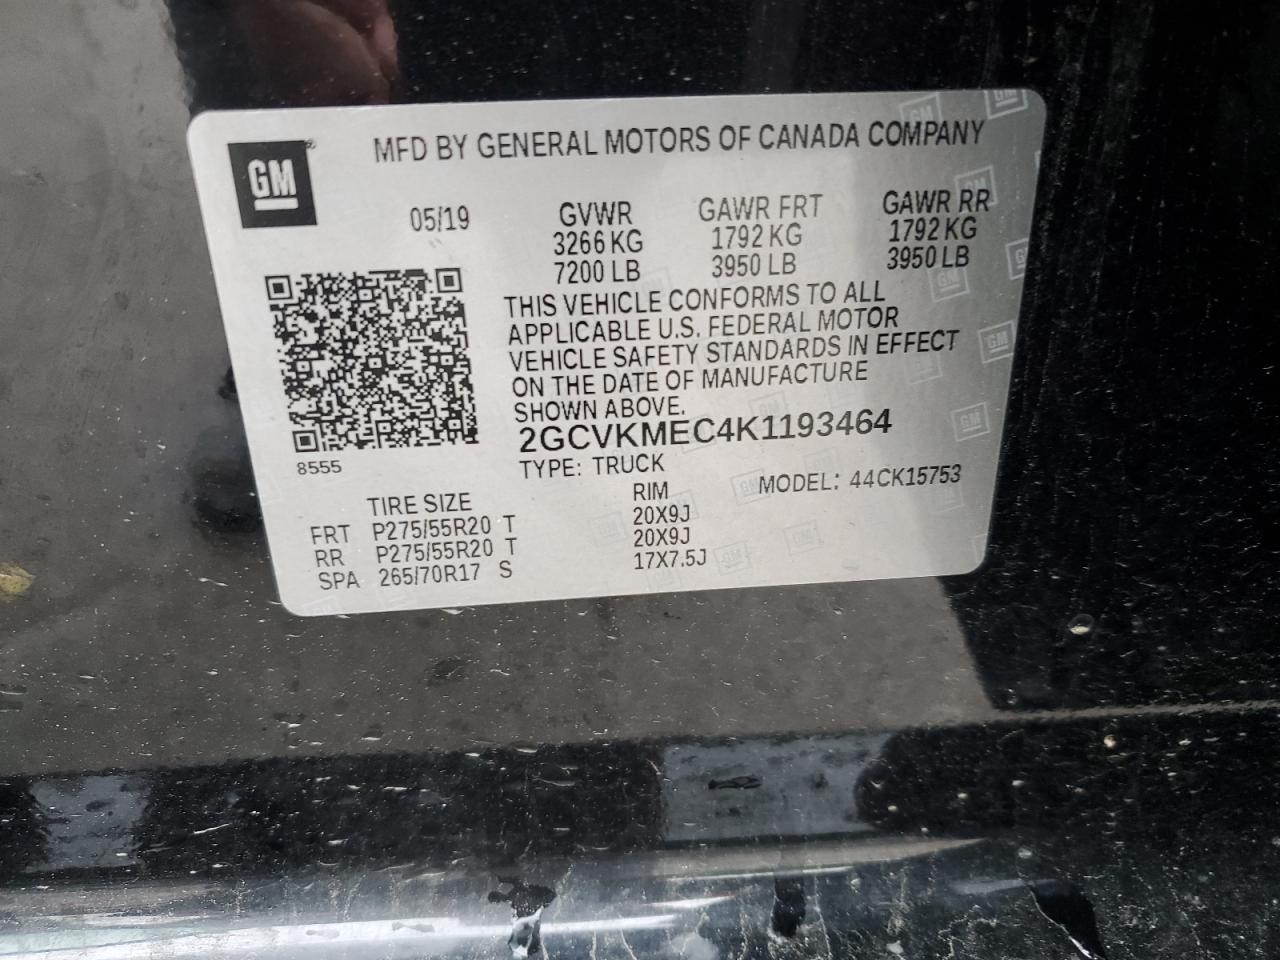 GM
MFD BY GENERAL MOTORS OF CANADA COMPANY
05/19
GVWR GAWR FRT GAWR RR
3266 KG 1792 KG 1792 KG
7200 LB 3950 LB 3950 LB
THIS VEHICLE CONFORMS TO ALL
APPLICABLE U.S. FEDERAL MOTOR
VEHICLE SAFETY STANDARDS IN EFFECT
ON THE DATE OF MANUFACTURE
SHOWN ABOVE.
2GCVKMEC4K1193464
8555
TYPE: TRUCK MODEL: 44CK15753
TIRE SIZE RIM
FRT P275/55R20 T 20X9J
RR P275/55R20 T 20X9J
SPA 265/70R17 S 17X7.5J